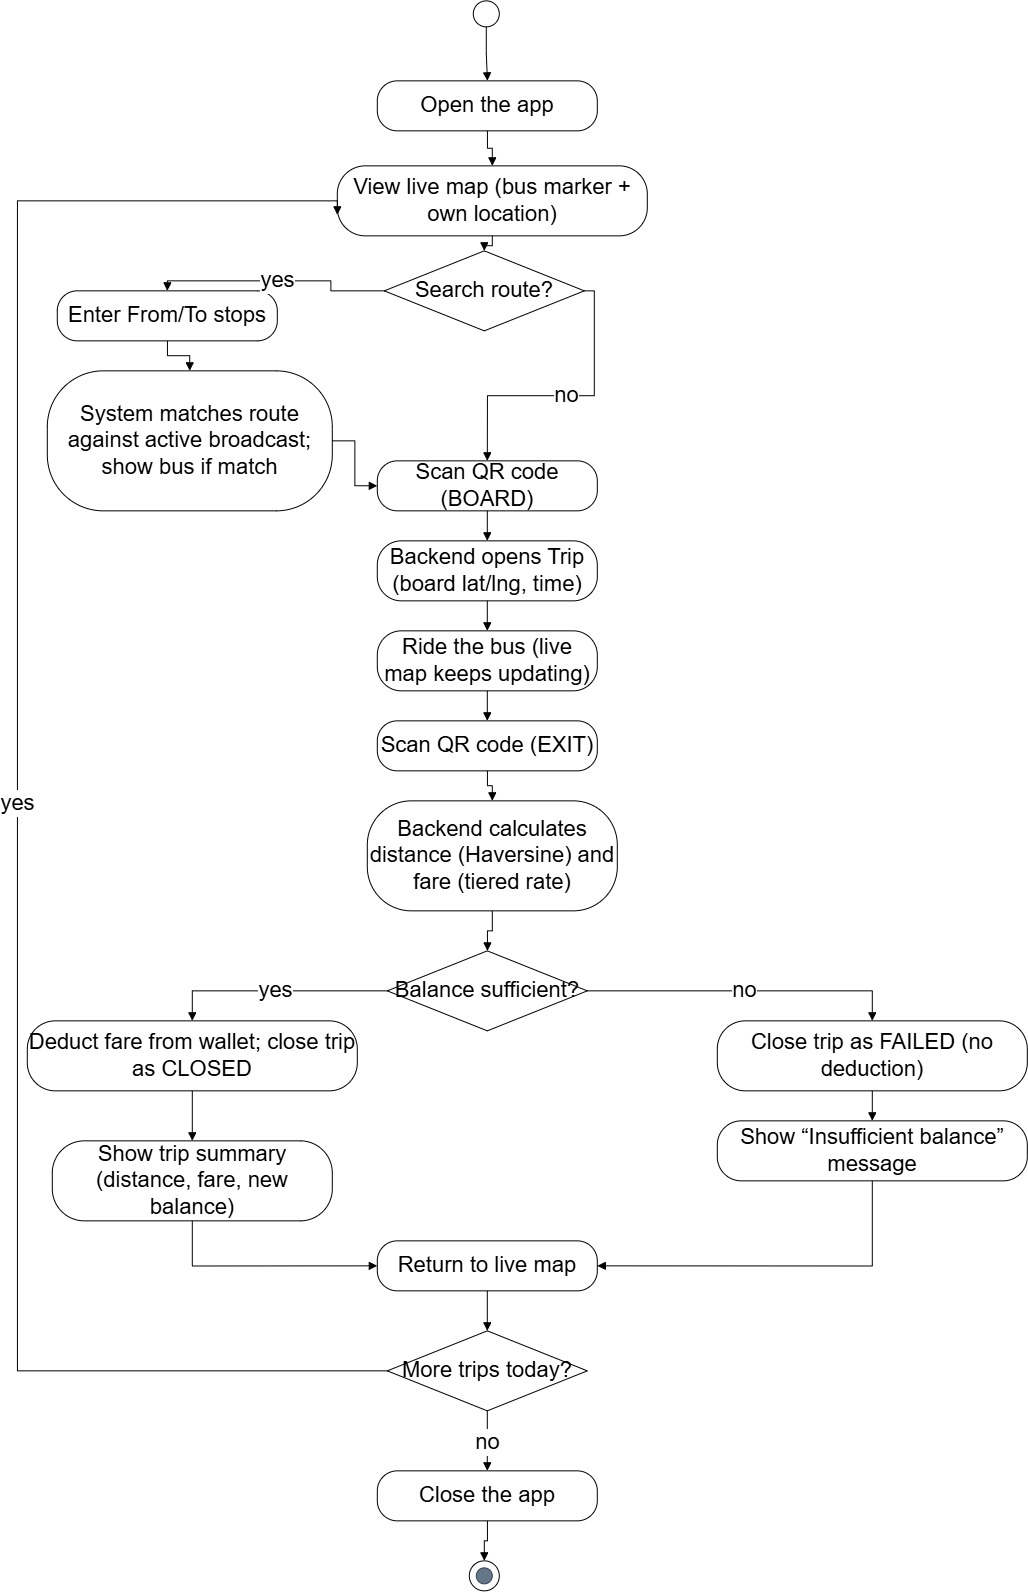 Open the app
View live map (bus marker +
own location)
Search route?
yes
Enter From/To stops
no
System matches route
against active broadcast;
show bus if match
Scan QR code
(BOARD)
Backend opens Trip
(board lat/lng, time)
Ride the bus (live
map keeps updating)
Scan QR code (EXIT)
yes
Backend calculates
distance (Haversine) and
fare (tiered rate)
Balance sufficient?
yes
no
Deduct fare from wallet; close trip
as CLOSED
Close trip as FAILED (no
deduction)
Show trip summary
(distance, fare, new
balance)
Show “Insufficient balance”
message
Return to live map
More trips today?
no
Close the app